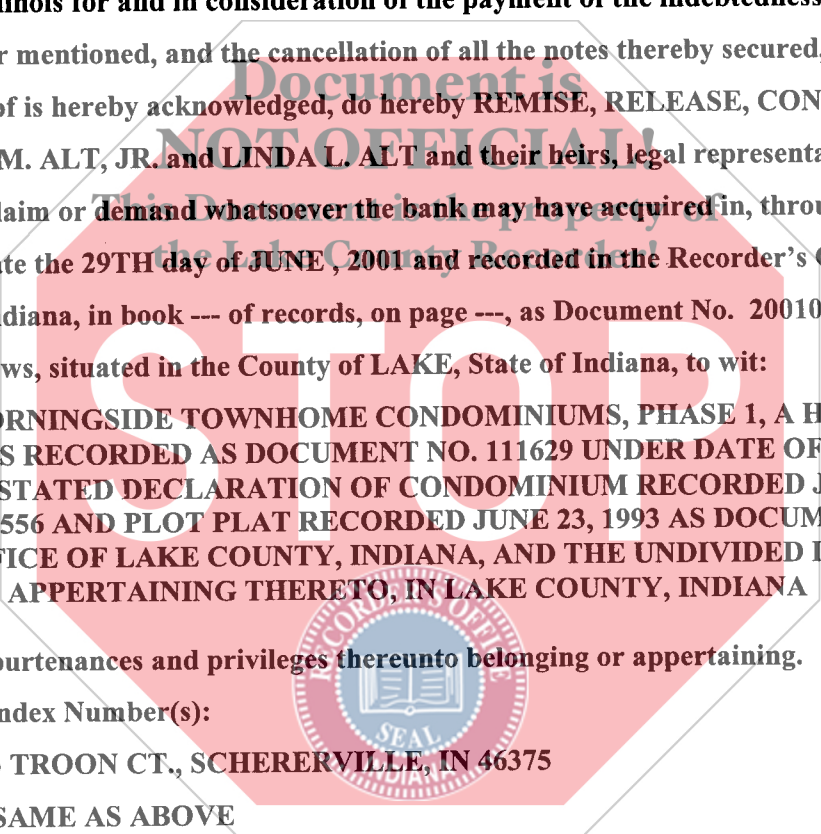 llinois for and in consideration of the payment of the indebtedness
r mentioned, and the cancellation of all the notes thereby secured,
Document is
of is hereby acknowledged, do hereby REMISE, RELEASE, CON
NOT OFFICIAL!
M. ALT, JR. and LINDA L. ALT and their heirs, legal representa
This Document is the property of
laim or demand whatsoever the bank may have acquired in, throu
the Lake County Recorder!
ate the 29TH day of JUNE , 2001 and recorded in the Recorder's O
diana, in book --- of records, on page ---, as Document No. 20010
ws, situated in the County of LAKE, State of Indiana, to wit:
STOP
ORNINGSIDE TOWNHOME CONDOMINIUMS, PHASE 1, A H
S RECORDED AS DOCUMENT NO. 111629 UNDER DATE OF
STATED DECLARATION OF CONDOMINIUM RECORDED J
556 AND PLOT PLAT RECORDED JUNE 23, 1993 AS DOCUM
FICE OF LAKE COUNTY, INDIANA, AND THE UNDIVIDED I
APPERTAINING THERETO, IN LAKE COUNTY, INDIANA
RECORDER'S OFFICE
purtenances and privileges thereunto belonging or appertaining.
ndex Number(s):
SEAL
TROON CT., SCHERERVILLE, IN 46375
INDIANA
SAME AS ABOVE